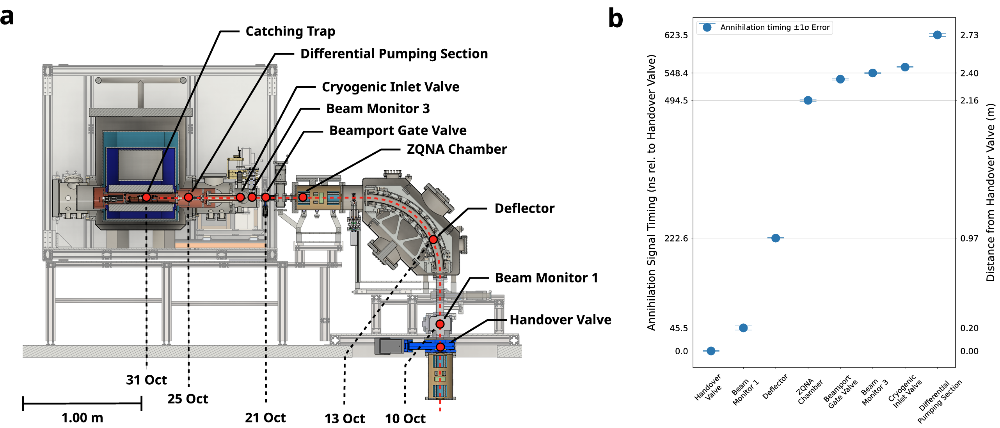 a
Catching Trap
Differential Pumping Section
Cryogenic Inlet Valve
Beam Monitor 3
Beamport Gate Valve
ZQNA Chamber
Deflector
Beam Monitor 1
Handover Valve
31 Oct
25 Oct
21 Oct
13 Oct
10 Oct
1.00 m
b
Annihilation timing ±1σ Error
Annihilation Signal Timing (ns rel. to Handover Valve)
623.5
548.4
494.5
222.6
45.5
0.0
2.73
2.40
2.16
0.97
0.20
0.00
Distance from Handover Valve (m)
Handover
Valve
Beam
Monitor 1
Deflector
ZQNA
Chamber
Beamport
Gate Valve
Beam
Monitor 3
Cryogenic
Inlet Valve
Differential
Pumping Section